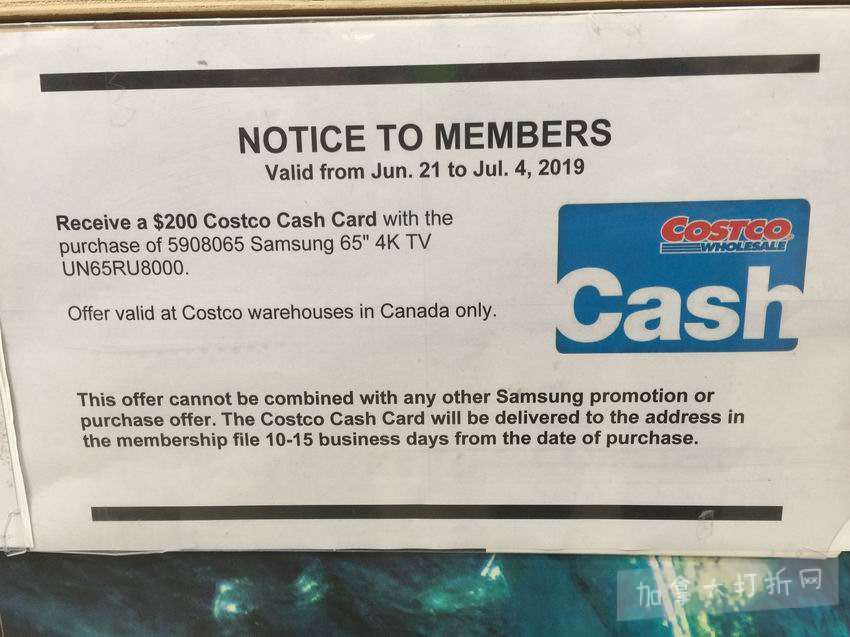 NOTICE TO MEMBERS
Valid from Jun. 21 to Jul. 4, 2019
Receive a $200 Costco Cash Card with the
purchase of 5908065 Samsung 65" 4K TV
UN65RU8000.
Offer valid at Costco warehouses in Canada only.
COSTCO
WHOLESALE
Cash
This offer cannot be combined with any other Samsung promotion or
purchase offer. The Costco Cash Card will be delivered to the address in
the membership file 10-15 business days from the date of purchase.
加拿大打折网